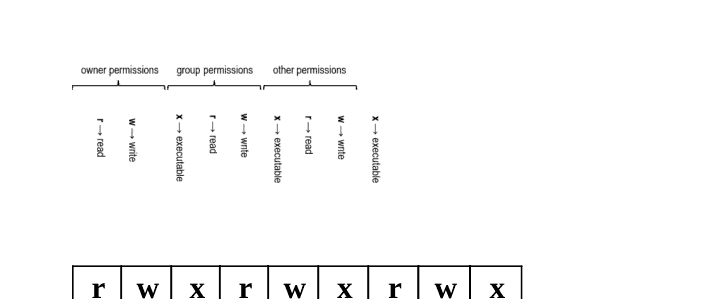 owner permissions group permissions other permissions
r → read
w → write
x → executable
r → read
w → write
x → executable
r → read
w → write
x → executable
r w x r w x r w x